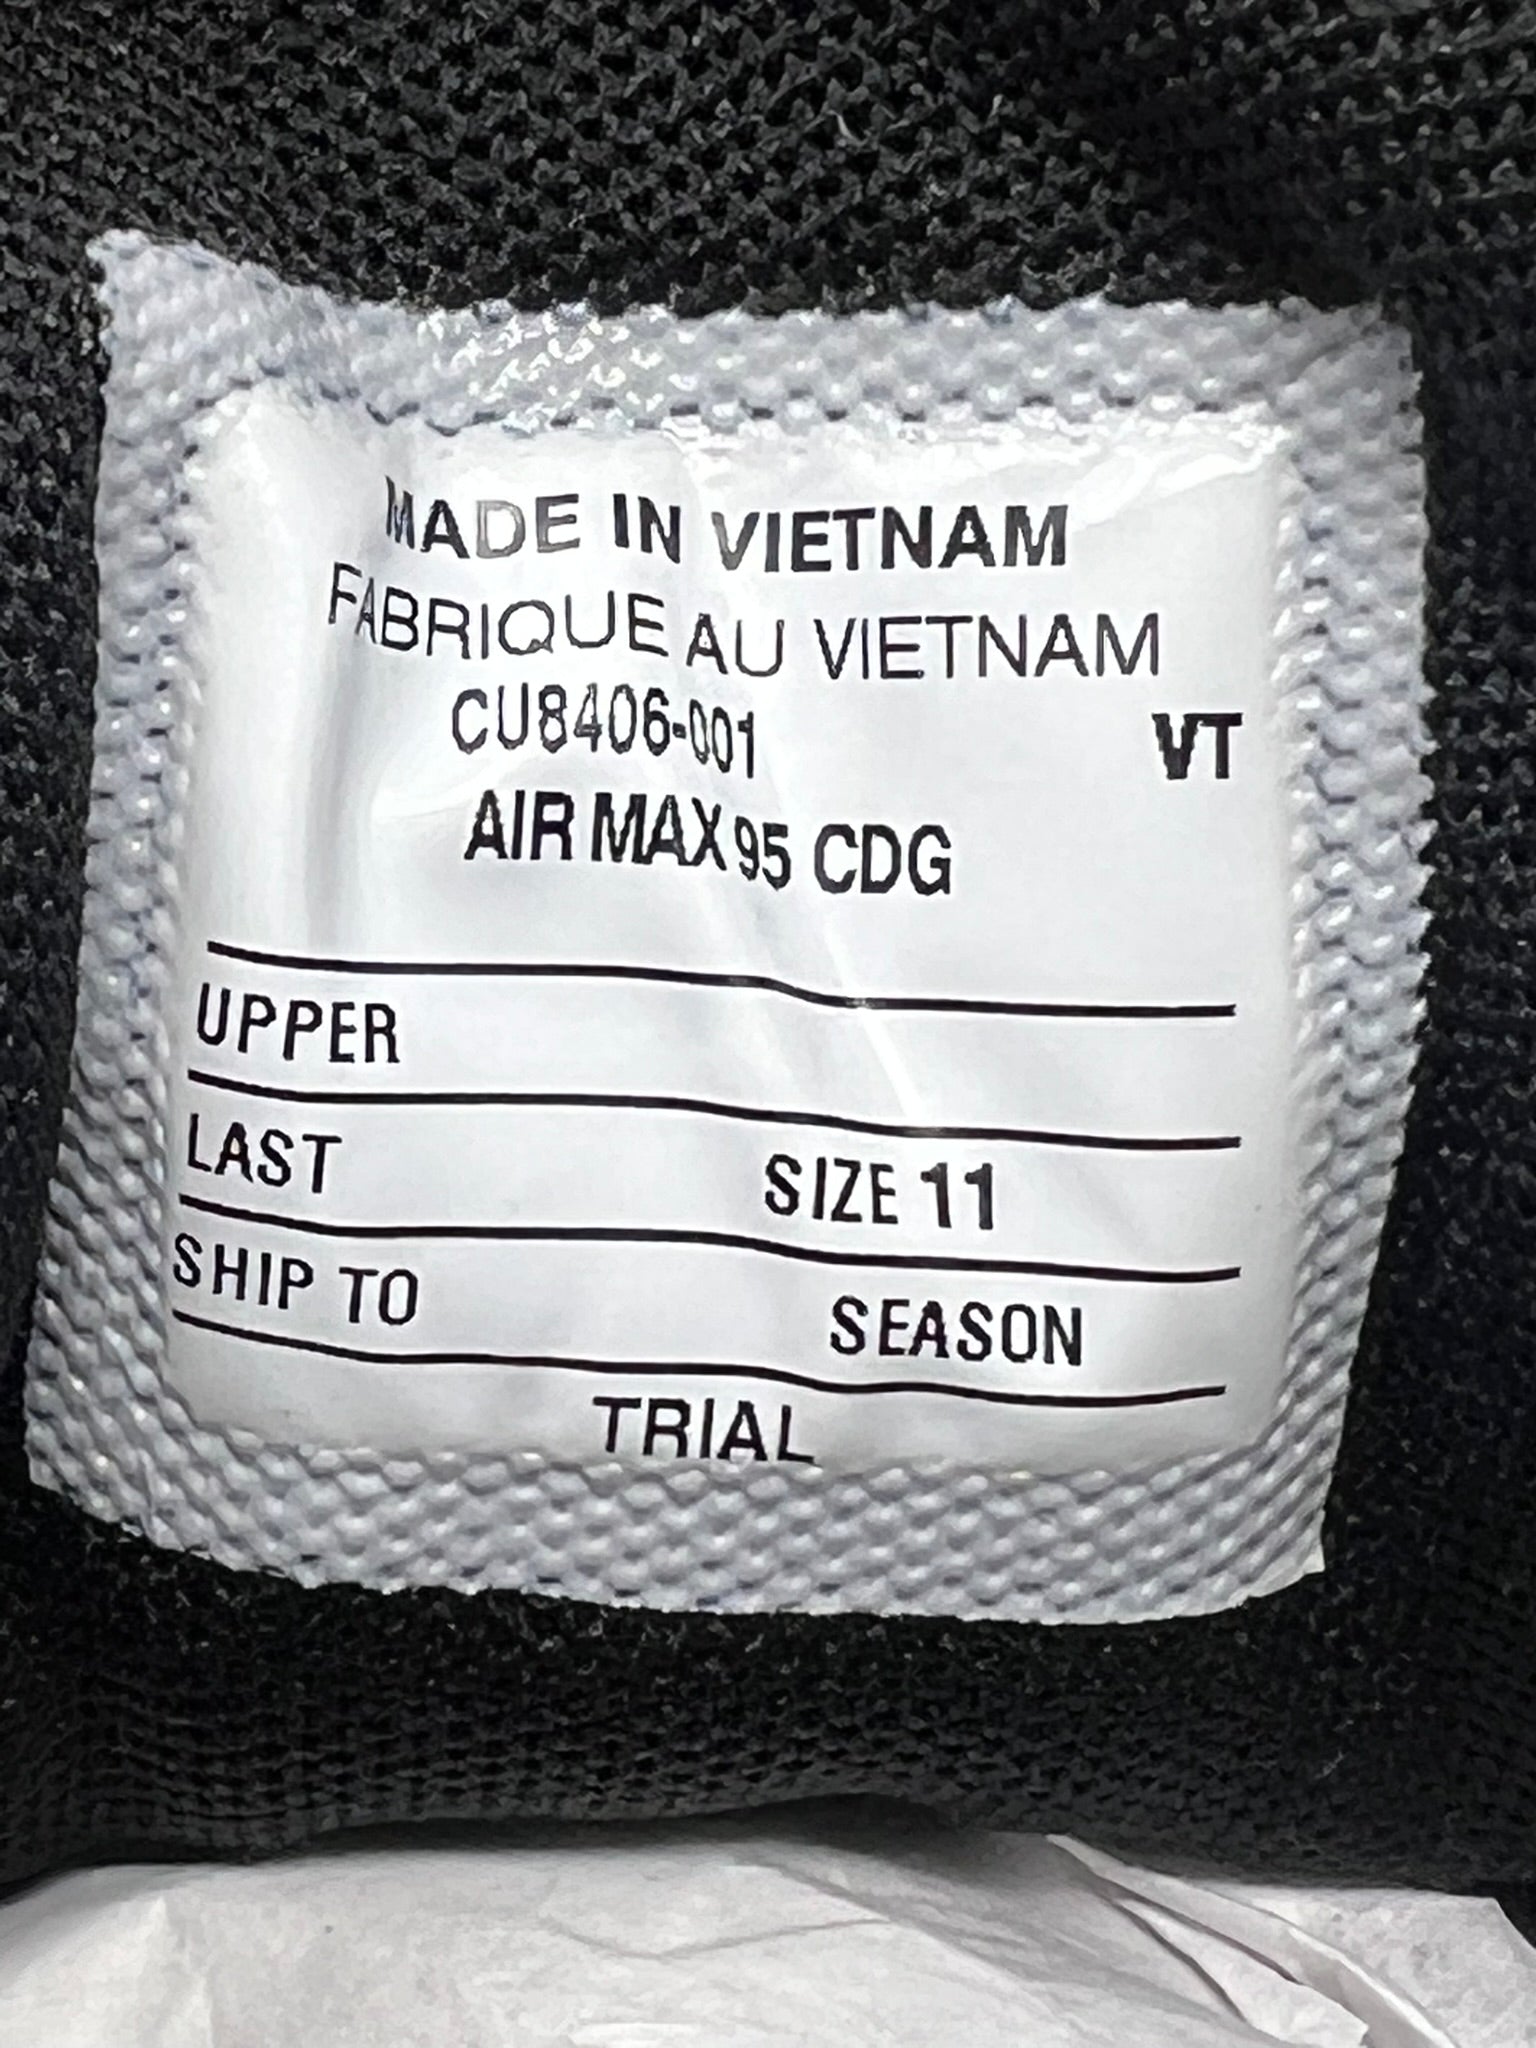 MADE IN VIETNAM
FABRIQUE AU VIETNAM
CU8406-001 VT
AIR MAX 95 CDG
UPPER
LAST SIZE 11
SHIP TO SEASON
TRIAL